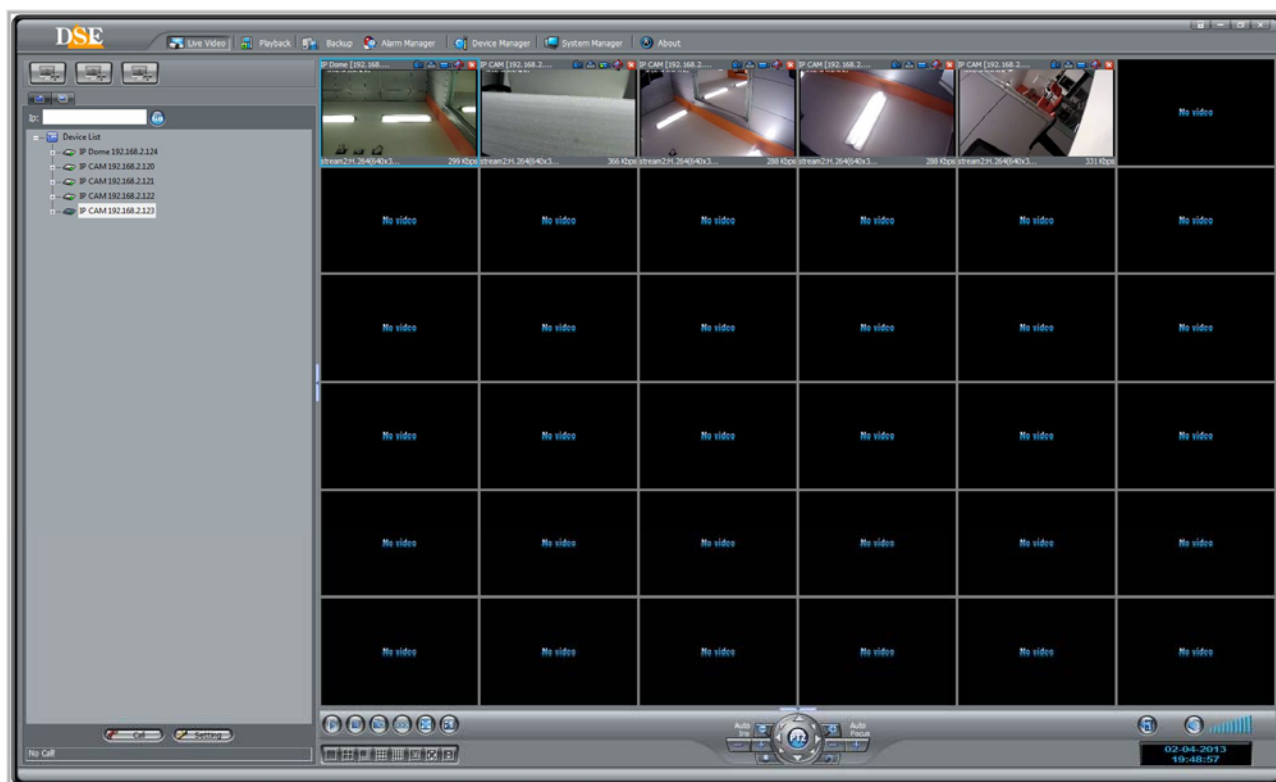 DSE
Live Video Playback Backup Alarm Manager Device Manager System Manager About
Ip: Go
Device List
IP Dome 192.168.2.124
IP CAM 192.168.2.120
IP CAM 192.168.2.121
IP CAM 192.168.2.122
IP CAM 192.168.2.123
IP Dome [192.168.... IP CAM [192.168.2.... IP CAM [192.168.2.... IP CAM [192.168.2.... IP CAM [192.168.2....
No video
stream2:H.264(640x3... 299 Kbps stream2:H.264(640x3... 366 Kbps stream2:H.264(640x3... 288 Kbps stream2:H.264(640x3... 288 Kbps stream2:H.264(640x3... 331 Kbps
No video No video No video No video No video No video
No video No video No video No video No video No video
No video No video No video No video No video No video
No video No video No video No video No video No video
No video No video No video No video No video No video
Call Setting
No Call
Auto Iris
PTZ
Auto Focus
02-04-2013
19:48:57